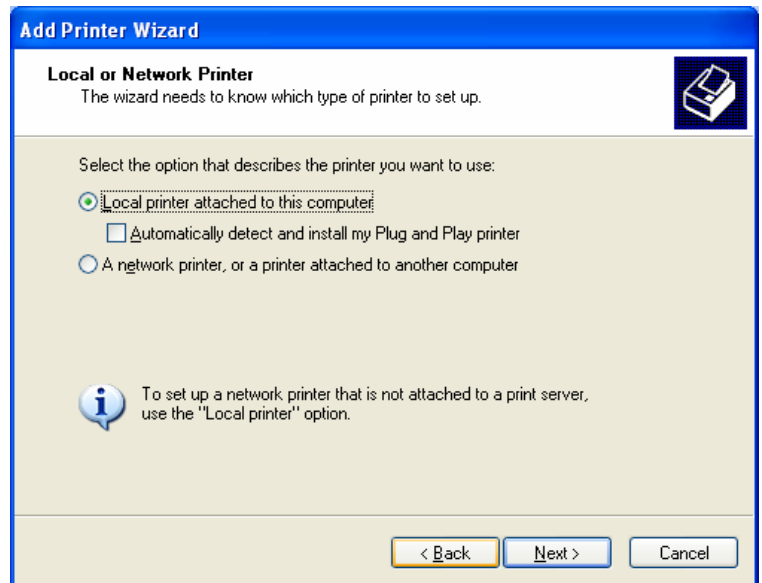 Add Printer Wizard
Local or Network Printer
The wizard needs to know which type of printer to set up.
Select the option that describes the printer you want to use:
Local printer attached to this computer
Automatically detect and install my Plug and Play printer
A network printer, or a printer attached to another computer
To set up a network printer that is not attached to a print server,
use the "Local printer" option.
< Back Next > Cancel